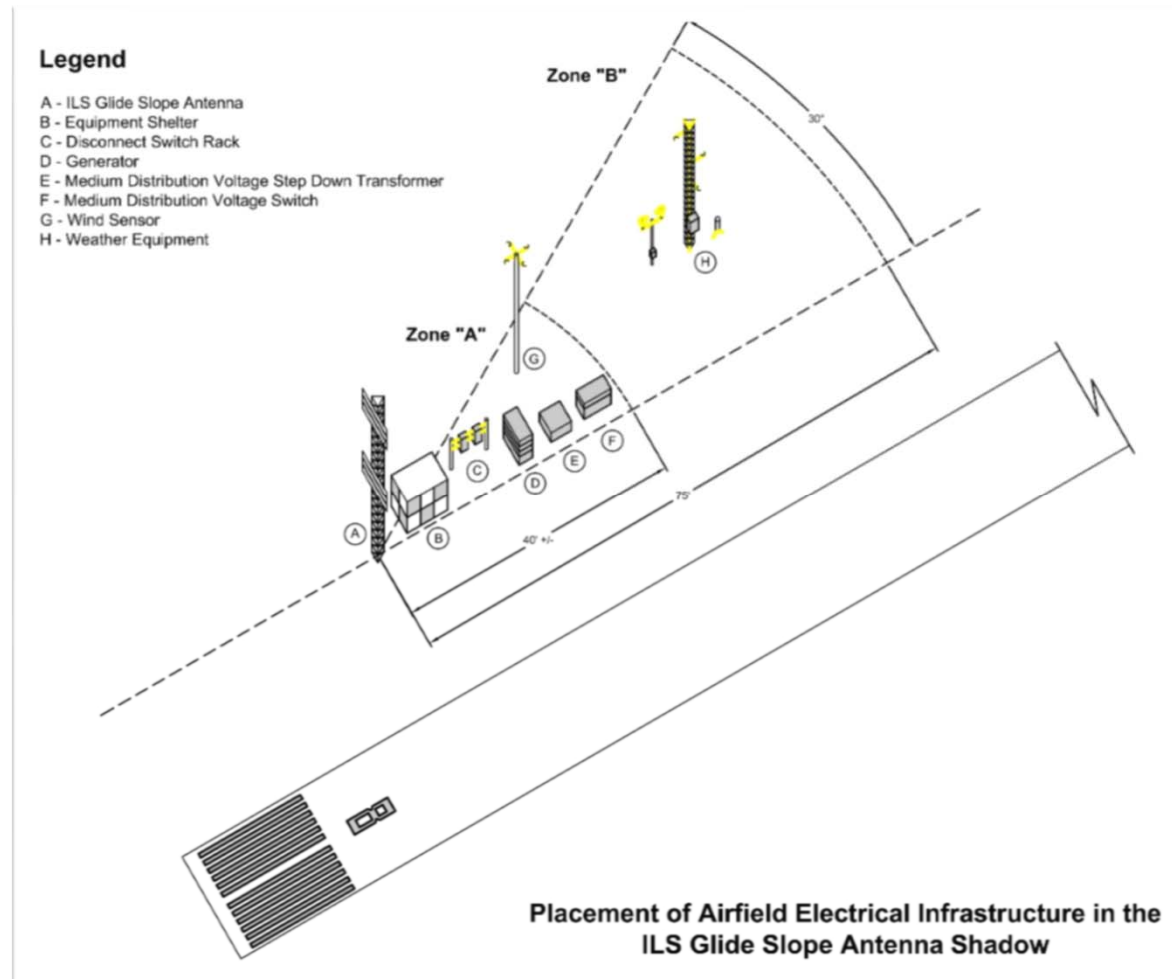 Legend
A - ILS Glide Slope Antenna
B - Equipment Shelter
C - Disconnect Switch Rack
D - Generator
E - Medium Distribution Voltage Step Down Transformer
F - Medium Distribution Voltage Switch
G - Wind Sensor
H - Weather Equipment
Zone "B"
30°
H
Zone "A"
G
F
C
E
D
A
B
75'
40' +/-
Placement of Airfield Electrical Infrastructure in the
ILS Glide Slope Antenna Shadow